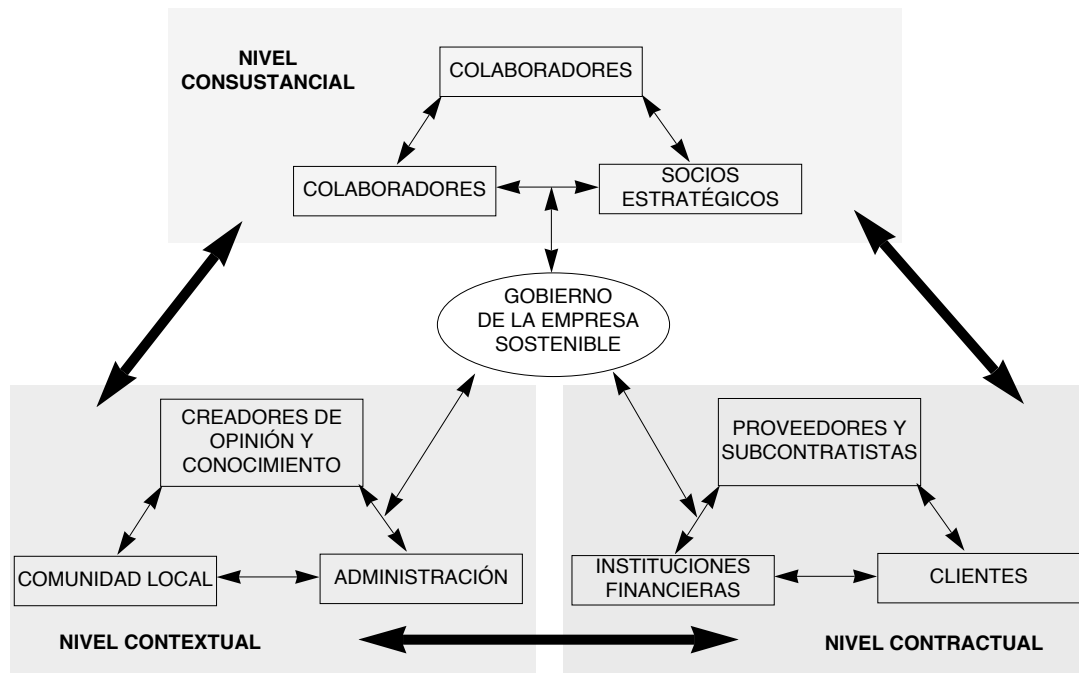 NIVEL
CONSUSTANCIAL
COLABORADORES
COLABORADORES
SOCIOS
ESTRATÉGICOS
GOBIERNO
DE LA EMPRESA
SOSTENIBLE
CREADORES DE
OPINIÓN Y
CONOCIMIENTO
COMUNIDAD LOCAL
ADMINISTRACIÓN
NIVEL CONTEXTUAL
PROVEEDORES Y
SUBCONTRATISTAS
INSTITUCIONES
FINANCIERAS
CLIENTES
NIVEL CONTRACTUAL